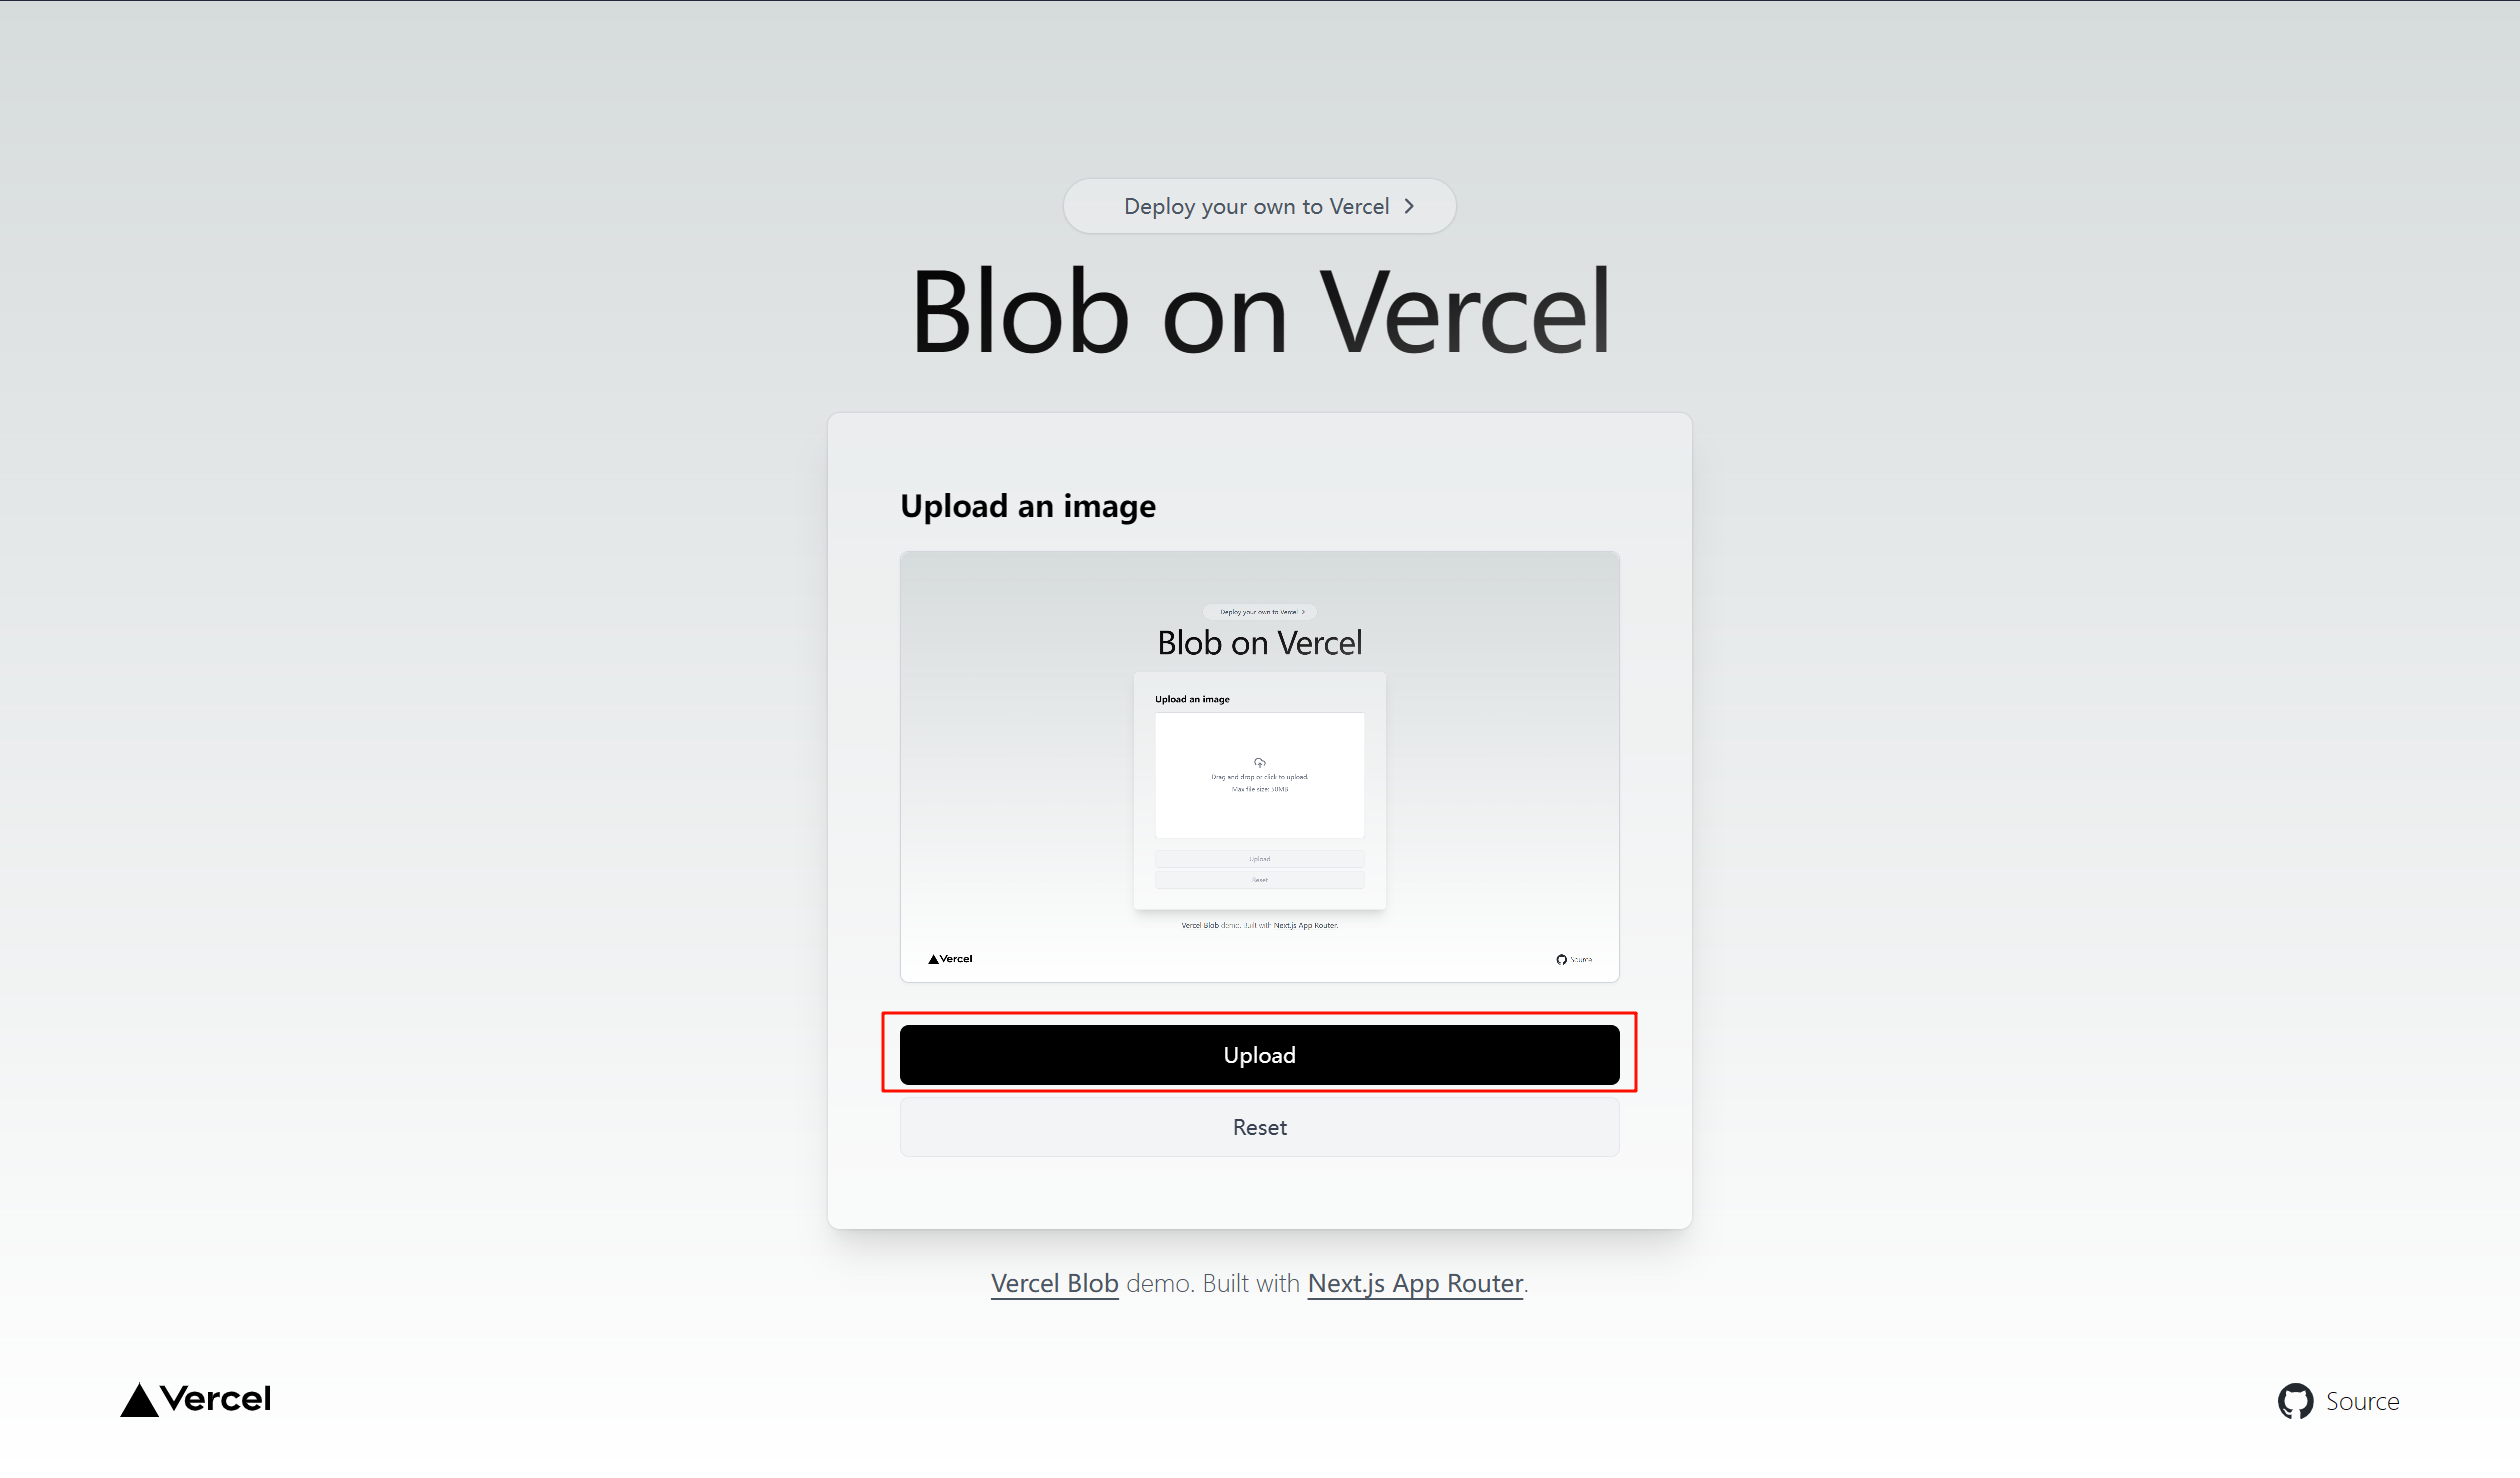 Deploy your own to Vercel
Blob on Vercel
Upload an image
Deploy your own to Vercel
Blob on Vercel
Upload an image
Drag and drop or click to upload.
Max file size: 50MB
Upload
Reset
Vercel Blob demo. Built with Next.js App Router.
Vercel
Source
Upload
Reset
Vercel Blob demo. Built with Next.js App Router.
Vercel
Source